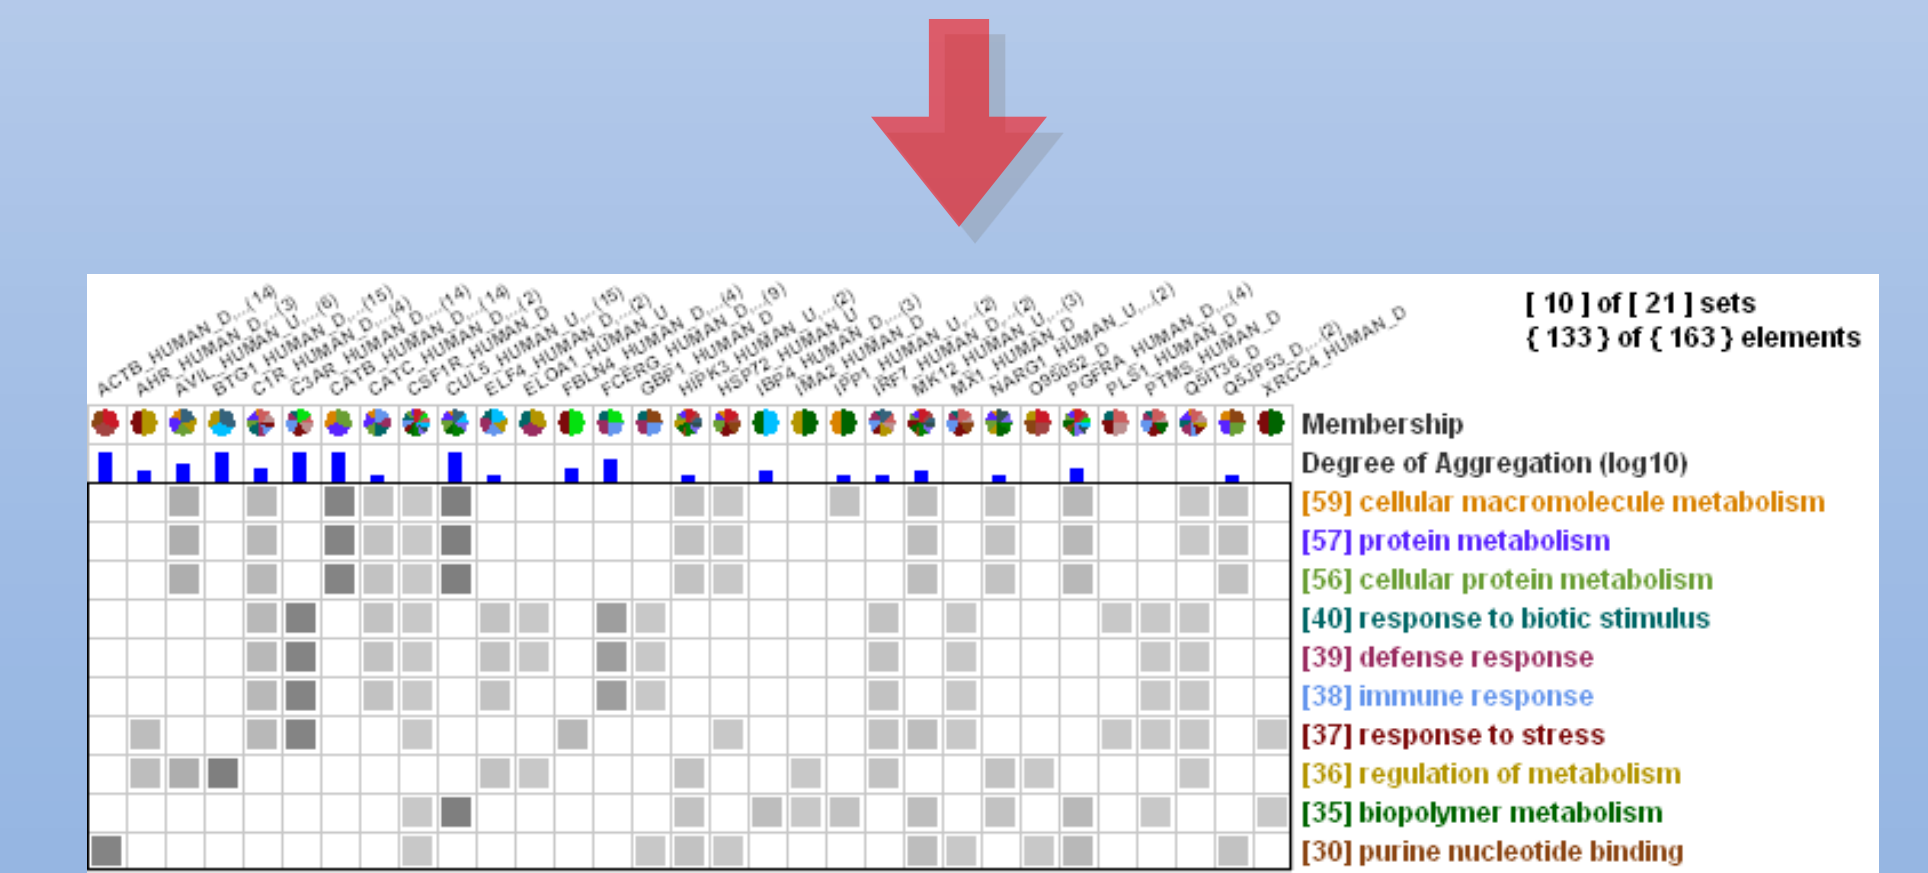 ACTB_HUMAN_D,...(14)
AHR_HUMAN_D,...(3)
AVIL_HUMAN_U,...(6)
BTG1_HUMAN_D,...(15)
C1R_HUMAN_D,...(4)
C3AR_HUMAN_D,...(14)
CATB_HUMAN_D,...(14)
CATC_HUMAN_D,...(2)
CSF1R_HUMAN_D
CUL5_HUMAN_U,...(15)
ELF4_HUMAN_D,...(2)
ELOA1_HUMAN_U
FBLN4_HUMAN_D,...(4)
FCERG_HUMAN_D,...(9)
GBP1_HUMAN_D
HIPK3_HUMAN_U,...(2)
HSP72_HUMAN_U
IBP4_HUMAN_D,...(3)
IMA2_HUMAN_D
IPP1_HUMAN_U,...(2)
IRF7_HUMAN_D,...(2)
MK12_HUMAN_U,...(3)
MX1_HUMAN_D
NARG1_HUMAN_U,...(2)
O95052_D
PGFRA_HUMAN_D,...(4)
PLS1_HUMAN_D
PTMS_HUMAN_D
Q5IT36_D
Q5JP53_D,...(2)
XRCC4_HUMAN_D
[ 10 ] of [ 21 ] sets
{ 133 } of { 163 } elements
Membership
Degree of Aggregation (log10)
[59] cellular macromolecule metabolism
[57] protein metabolism
[56] cellular protein metabolism
[40] response to biotic stimulus
[39] defense response
[38] immune response
[37] response to stress
[36] regulation of metabolism
[35] biopolymer metabolism
[30] purine nucleotide binding